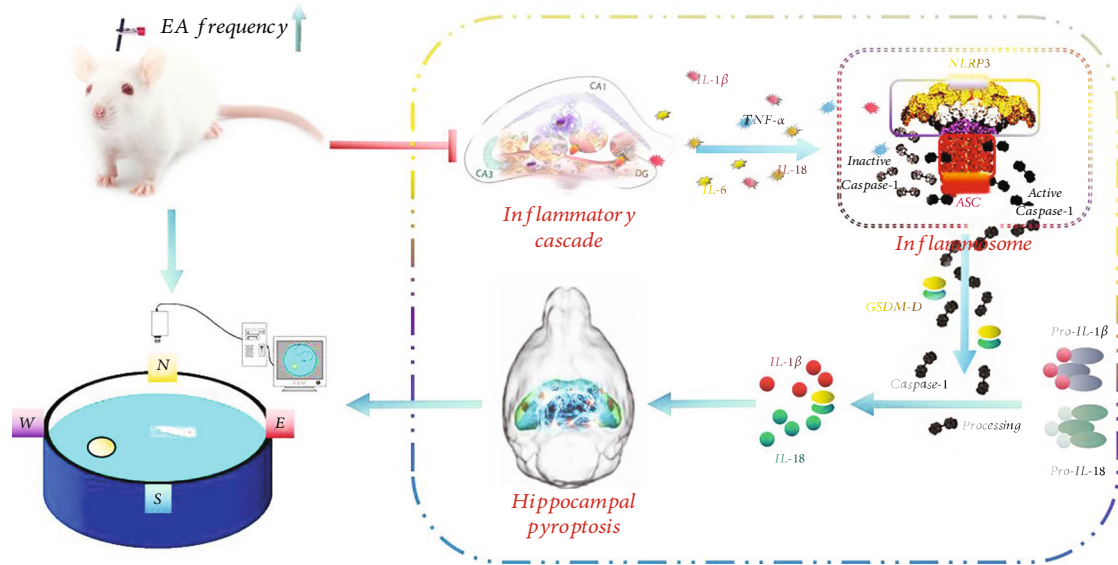 EA frequency
CA1
CA3
DG
Inflammatory
cascade
IL-1β
TNF-α
IL-18
IL-6
NLRP3
Inactive
Caspase-1
ASC
Active
Caspase-1
Inflammosome
GSDM-D
Pro-IL-1β
Caspase-1
Processing
Pro-IL-18
IL-1β
IL-18
Hippocampal
pyroptosis
N
W
E
S